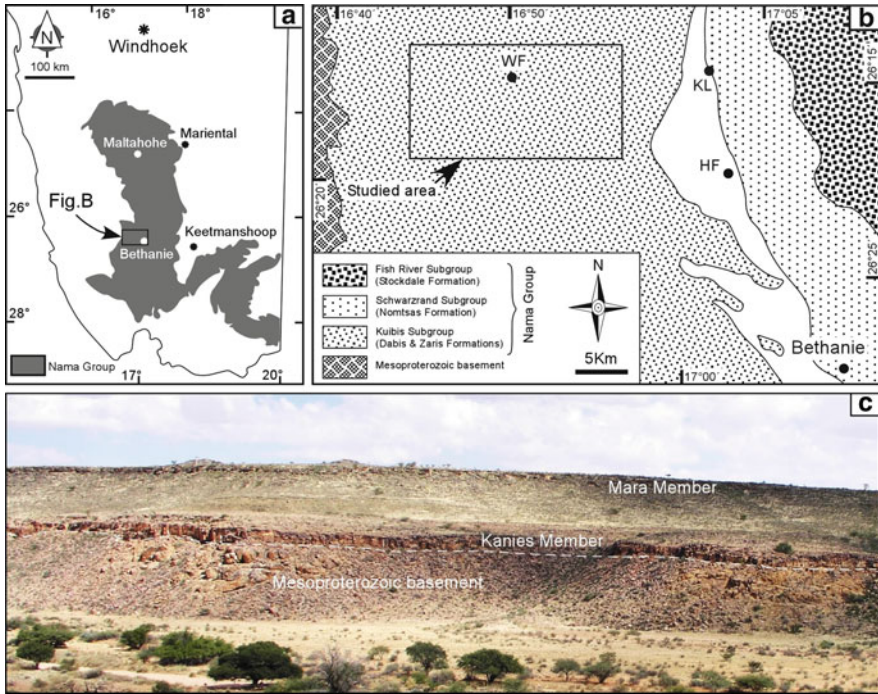 a
16°
18°
N
Windhoek
100 km
Maltahohe
Mariental
26°
Fig.B
Keetmanshoop
Bethanie
28°
Nama Group
17°
20°
b
16°40
16°50
17°05
26°15
WF
KL
HF
Studied area
26°20
26°25
Fish River Subgroup
(Stockdale Formation)
Schwarzrand Subgroup
(Nomtsas Formation)
Kuibis Subgroup
(Dabis & Zaris Formations)
Mesoproterozoic basement
Nama Group
N
5Km
Bethanie
17°00
c
Mara Member
Kanies Member
Mesoproterozoic basement